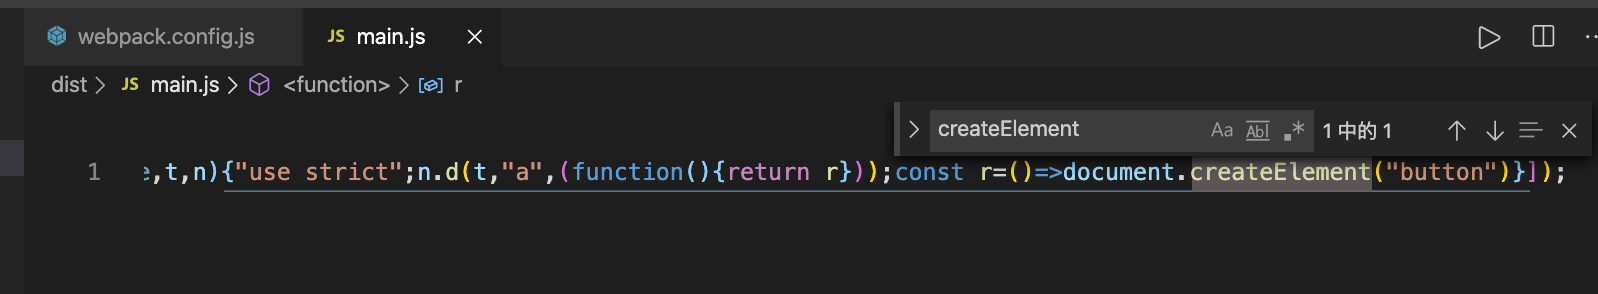 webpack.config.js
JS main.js
dist > JS main.js > <function> > r
createElement Aa Abl .* 1 中的 1
1 e,t,n){"use strict";n.d(t,"a",(function(){return r}));const r=()=>document.createElement("button")}]);